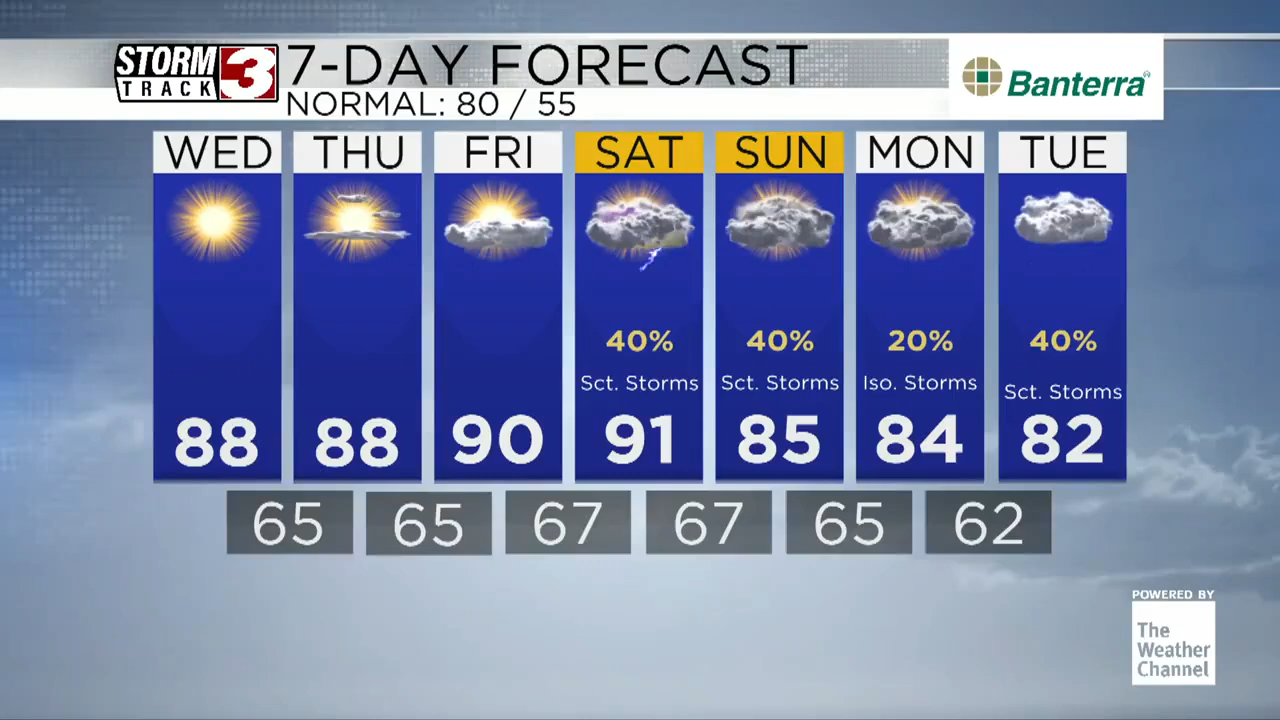 STORM TRACK 3
7-DAY FORECAST
NORMAL: 80 / 55
Banterra
WED THU FRI SAT SUN MON TUE
40% 40% 20% 40%
Sct. Storms Sct. Storms Iso. Storms Sct. Storms
88 88 90 91 85 84 82
65 65 67 67 65 62
POWERED BY
The
Weather
Channel